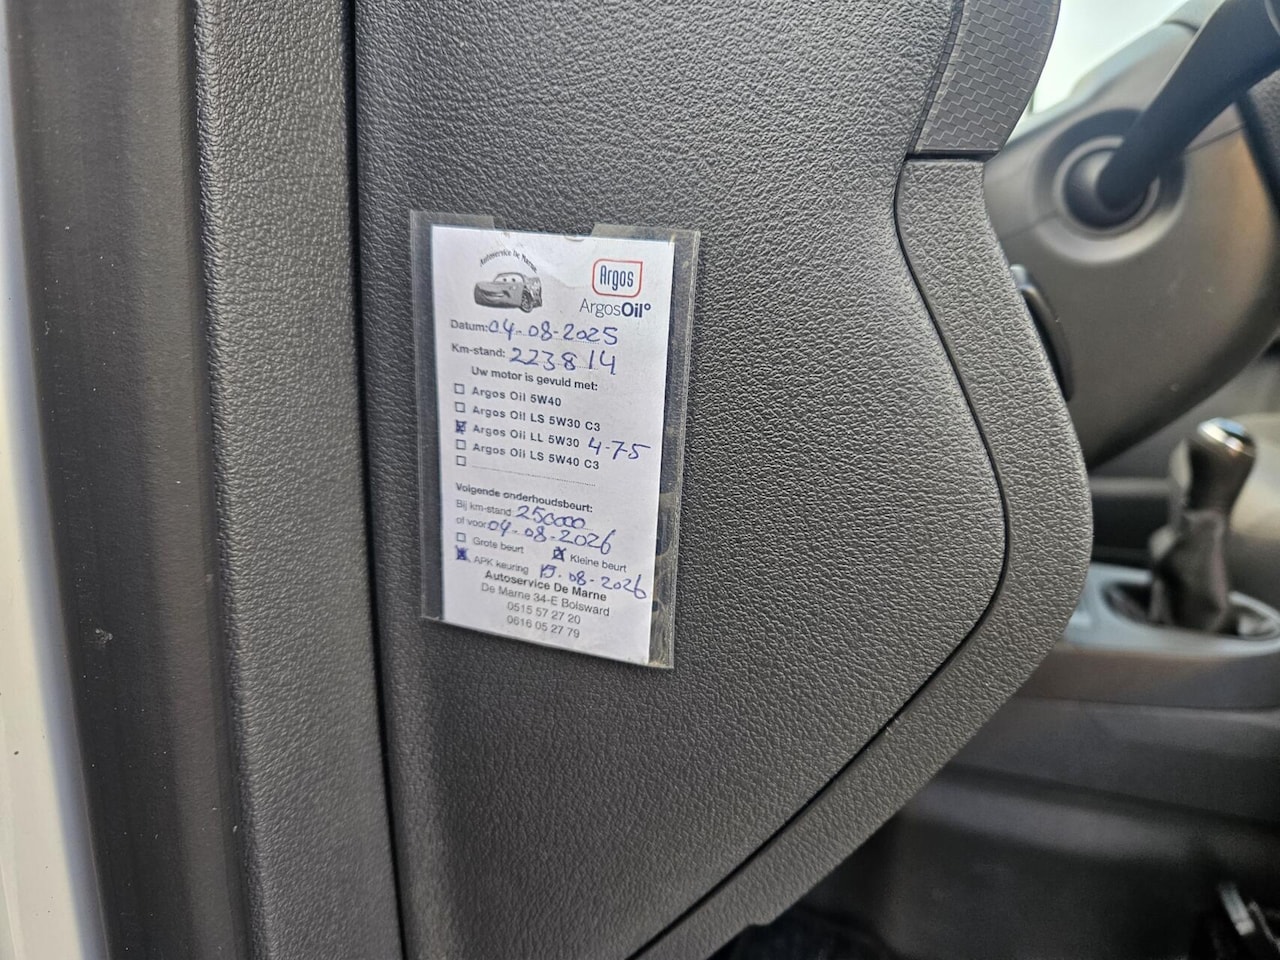 Autoservice De Marne
Argos
ArgosOil
Datum: 04-08-2025
Km-stand: 223814
Uw motor is gevuld met:
Argos Oil 5W40
Argos Oil LS 5W30 C3
Argos Oil LL 5W30 4-75
Argos Oil LS 5W40 C3
Volgende onderhoudsbeurt:
Bij km-stand 250000
of voor 04-08-2026
Grote beurt Kleine beurt
APK keuring 19-08-2026
Autoservice De Marne
De Marne 34-E Bolsward
0515 57 27 20
0616 05 27 79